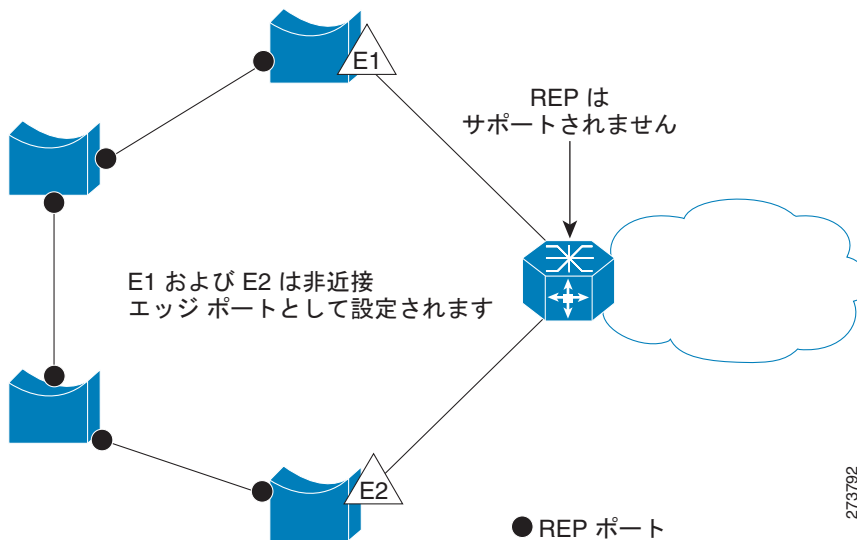 E1
REP は
サポートされません
E1 および E2 は非近接
エッジ ポートとして設定されます
E2
REP ポート
273792